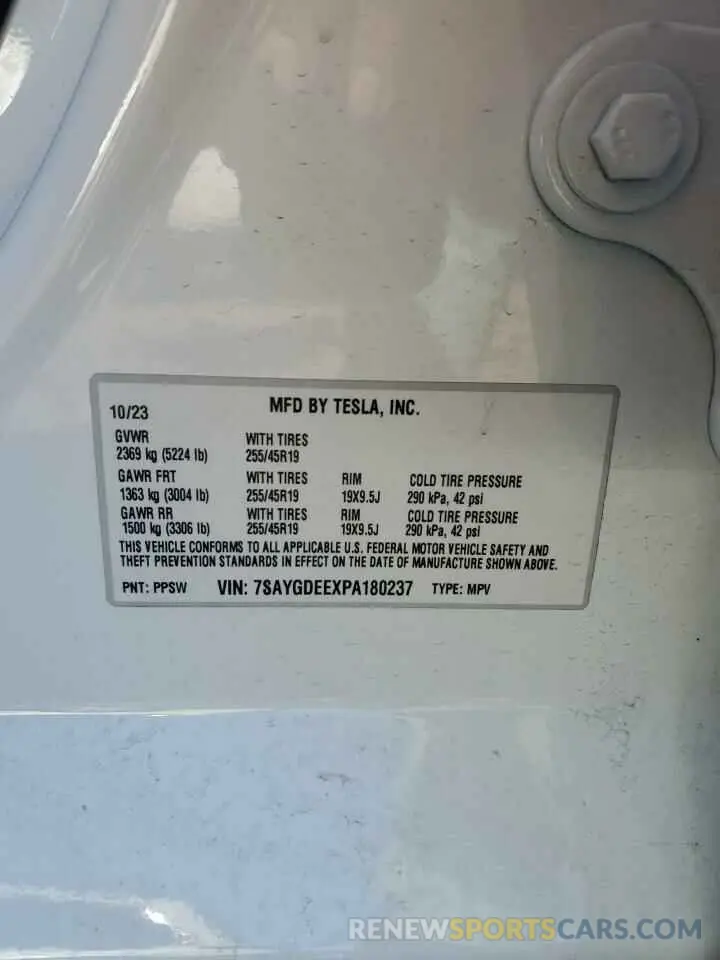 10/23 MFD BY TESLA, INC.
GVWR WITH TIRES
2369 kg (5224 lb) 255/45R19
GAWR FRT WITH TIRES RIM COLD TIRE PRESSURE
1363 kg (3004 lb) 255/45R19 19X9.5J 290 kPa, 42 psi
GAWR RR WITH TIRES RIM COLD TIRE PRESSURE
1500 kg (3306 lb) 255/45R19 19X9.5J 290 kPa, 42 psi
THIS VEHICLE CONFORMS TO ALL APPLICABLE U.S. FEDERAL MOTOR VEHICLE SAFETY AND
THEFT PREVENTION STANDARDS IN EFFECT ON THE DATE OF MANUFACTURE SHOWN ABOVE.
PNT: PPSW VIN: 7SAYGDEEXPA180237 TYPE: MPV
RENEWSPORTSCARS.COM